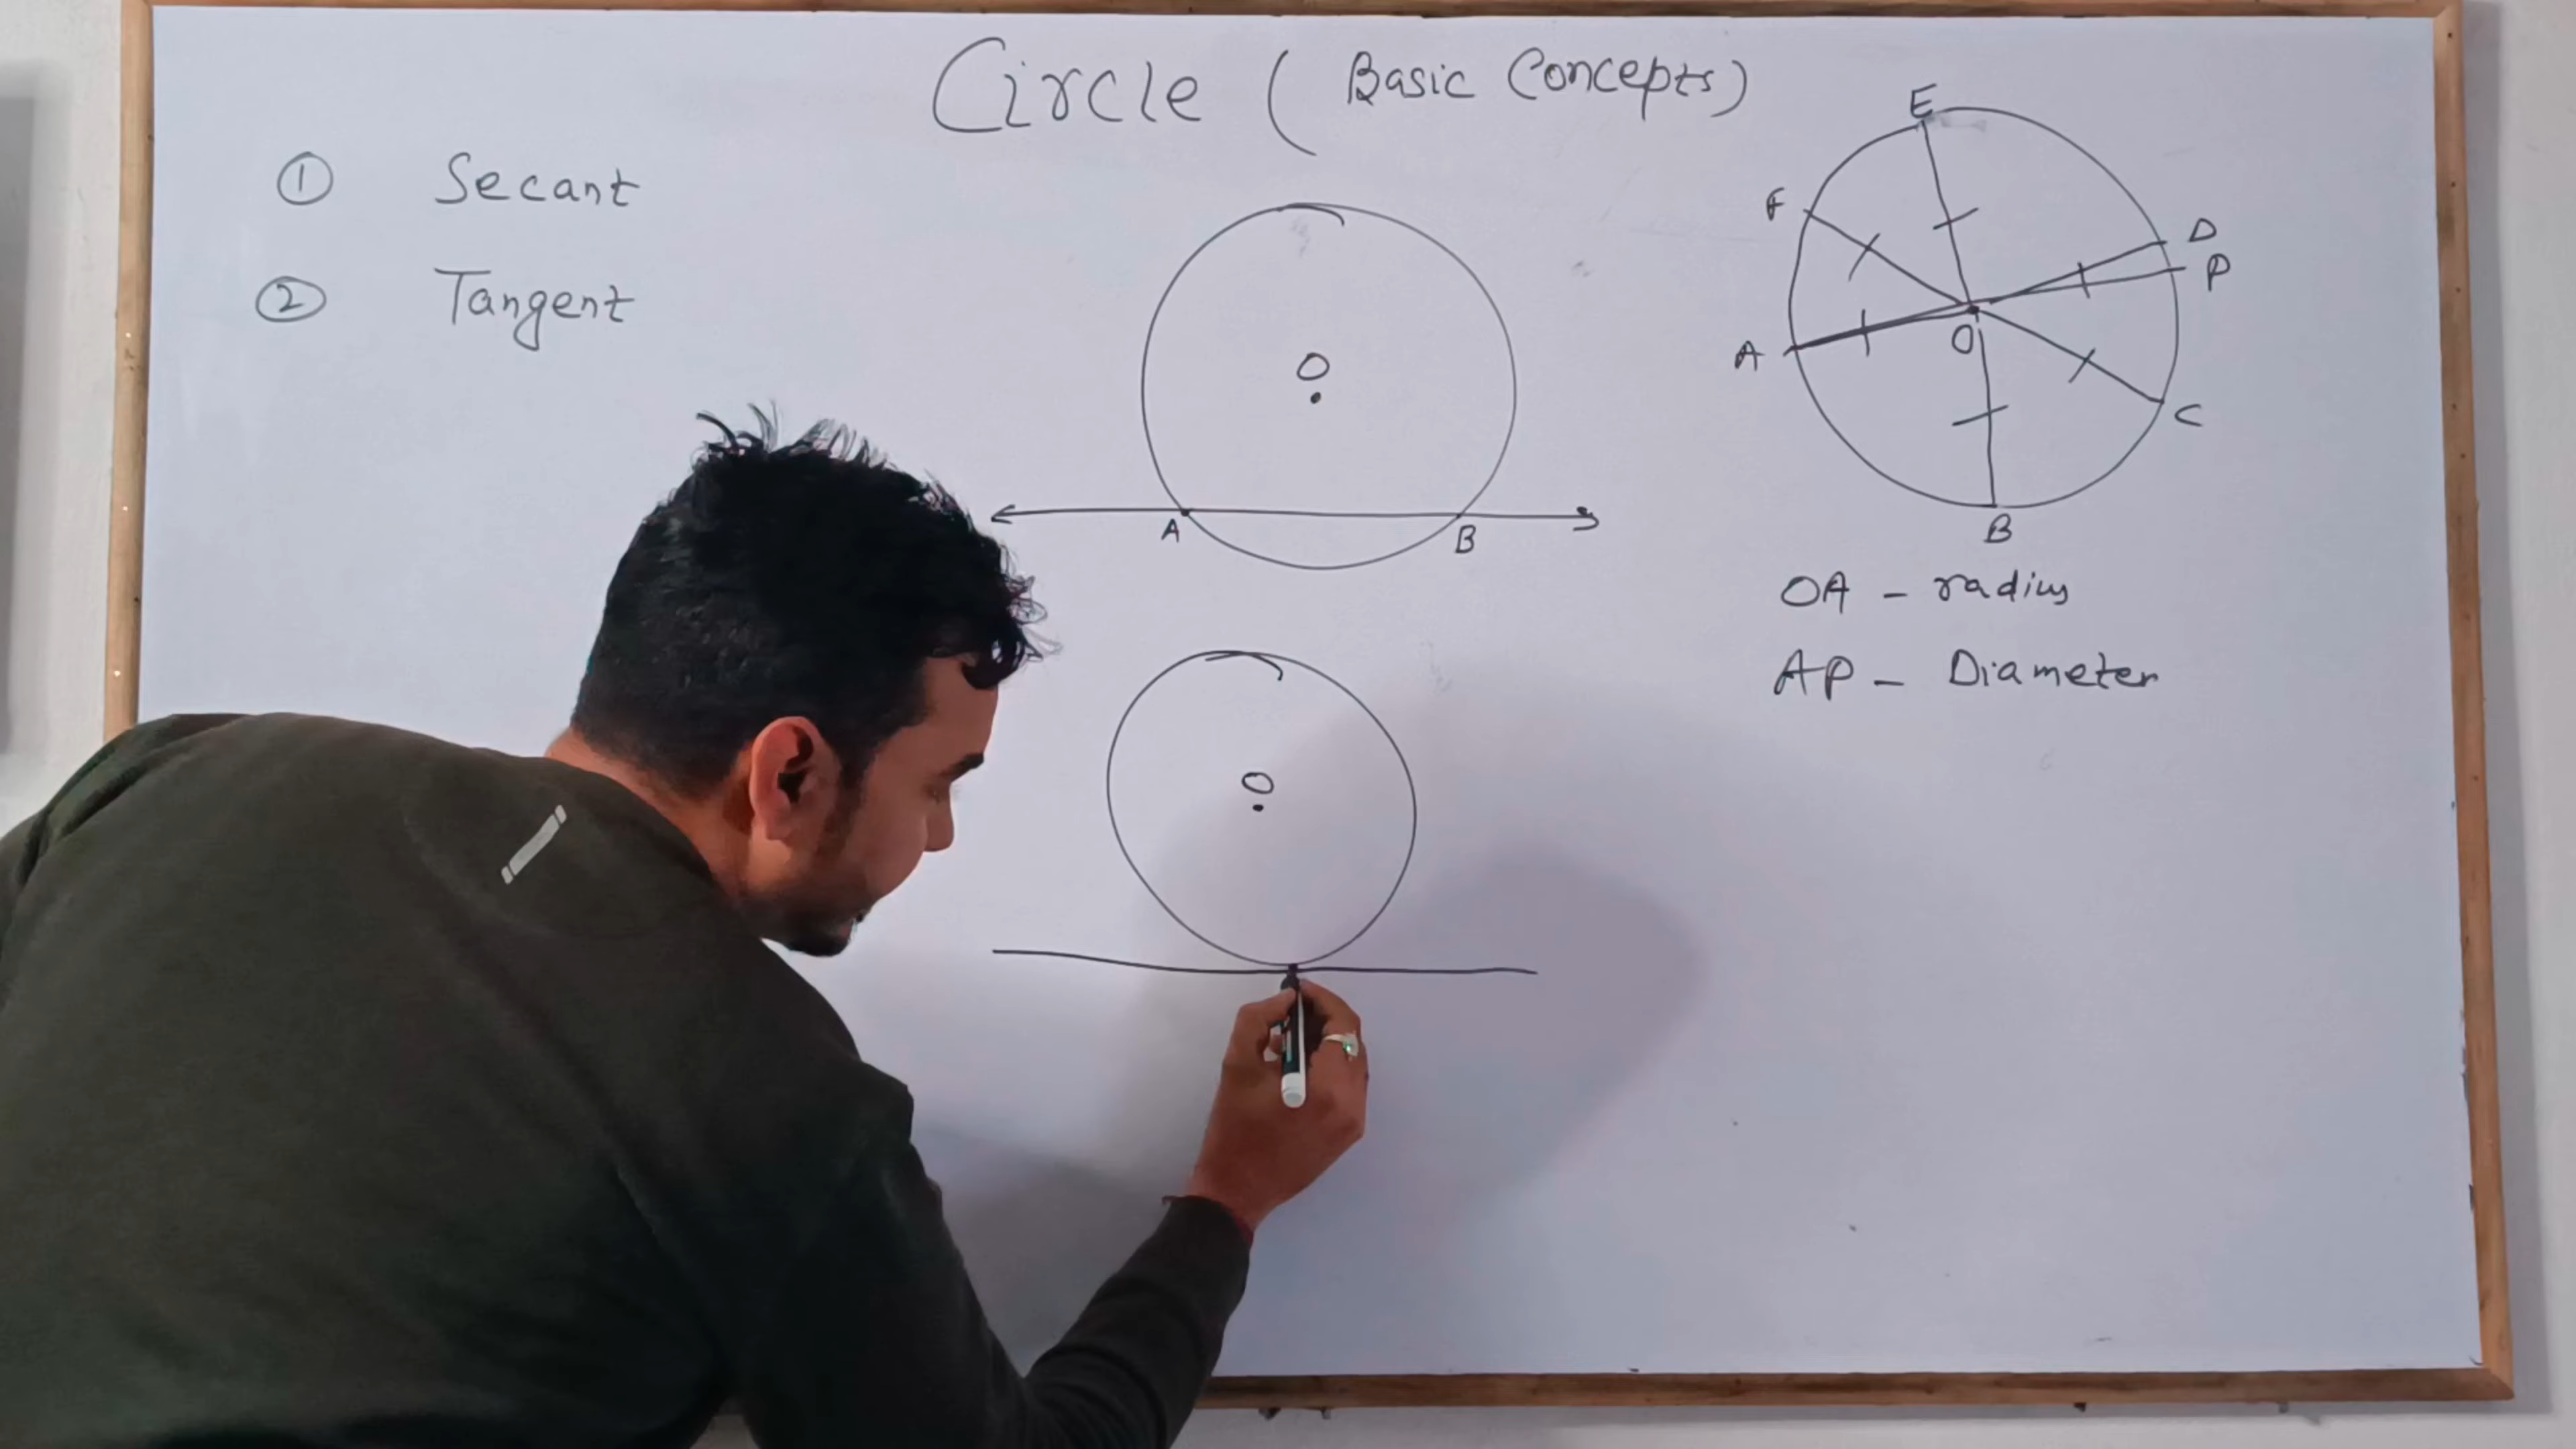 Circle ( Basic Concepts)
① Secant
② Tangent
O
A B
O
E
F
D
P
A
O
C
B
OA - radius
AP - Diameter